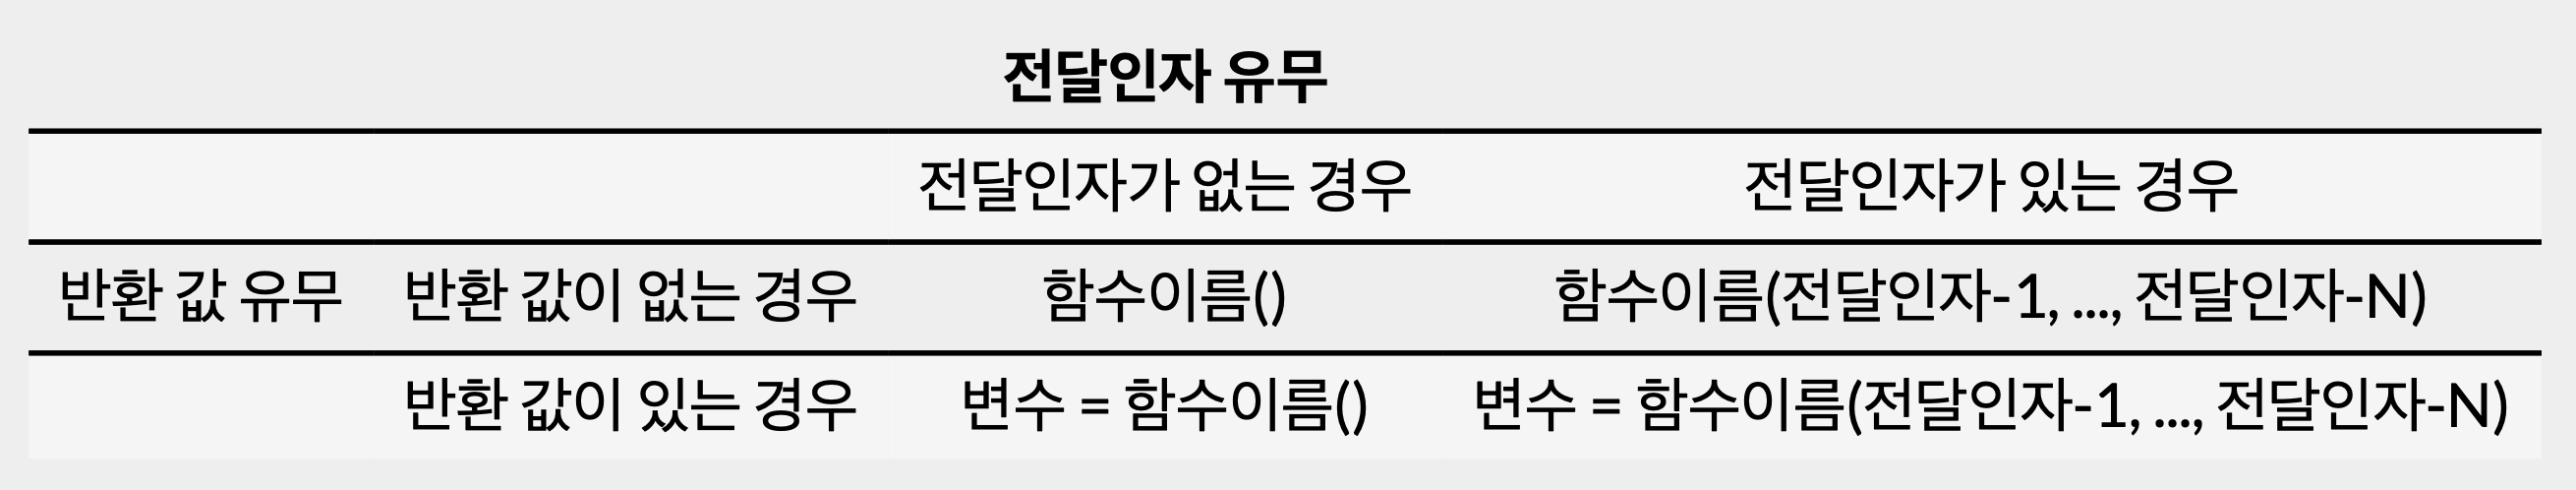 전달인자 유무
전달인자가 없는 경우 전달인자가 있는 경우
반환 값 유무 반환 값이 없는 경우 함수이름() 함수이름(전달인자-1, ..., 전달인자-N)
반환 값이 있는 경우 변수 = 함수이름() 변수 = 함수이름(전달인자-1, ..., 전달인자-N)